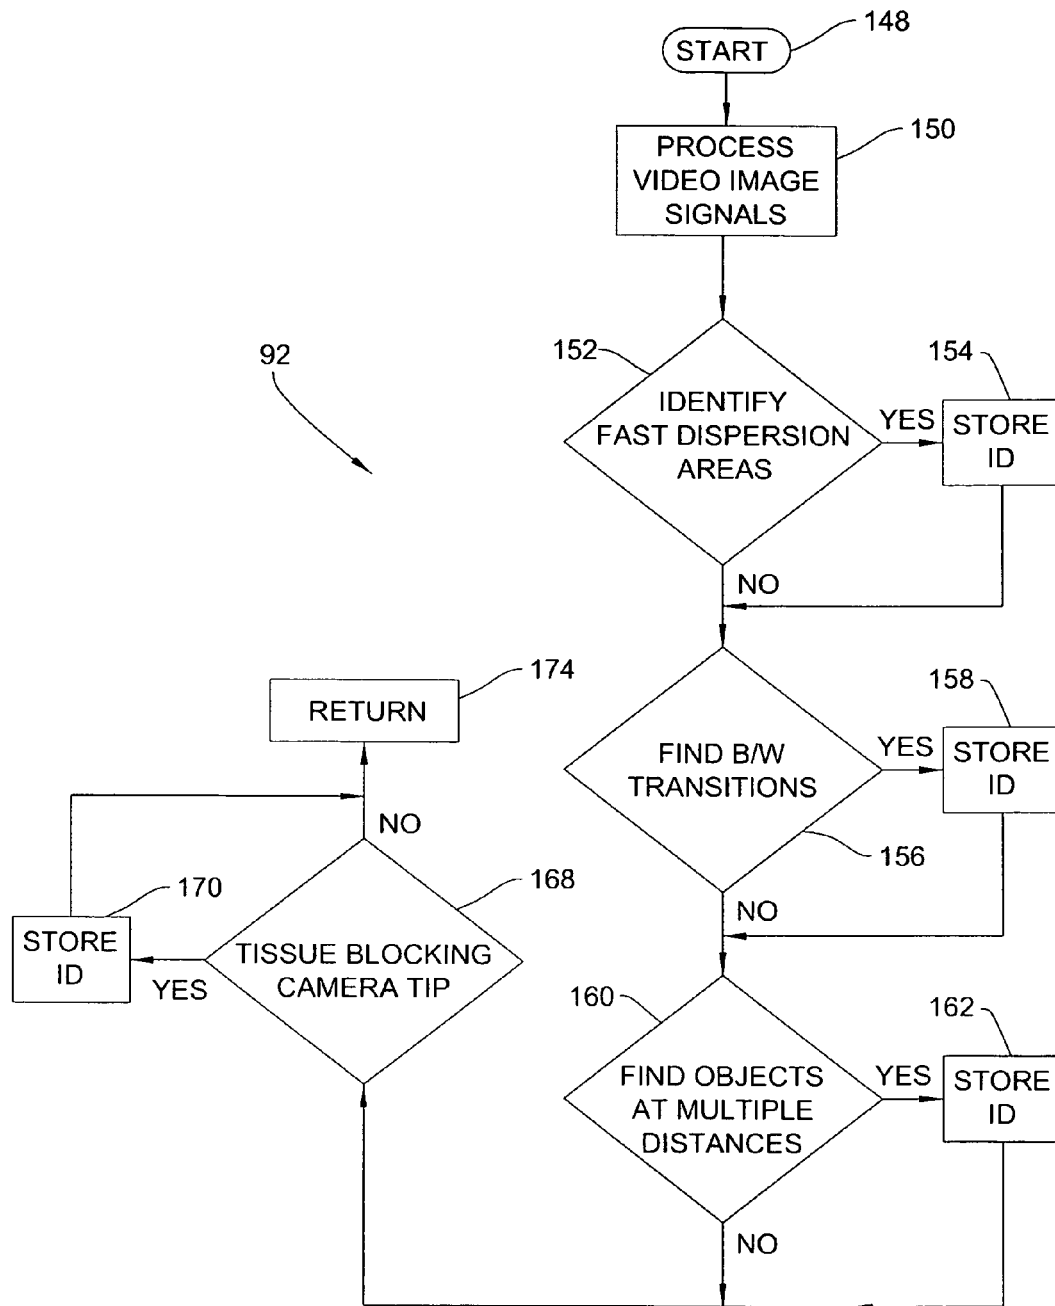 START
148
PROCESS
VIDEO IMAGE
SIGNALS
150
92
152
IDENTIFY
FAST DISPERSION
AREAS
YES
154
STORE
ID
NO
174
RETURN
FIND B/W
TRANSITIONS
156
YES
158
STORE
ID
NO
NO
168
TISSUE BLOCKING
CAMERA TIP
YES
170
STORE
ID
160
FIND OBJECTS
AT MULTIPLE
DISTANCES
YES
162
STORE
ID
NO